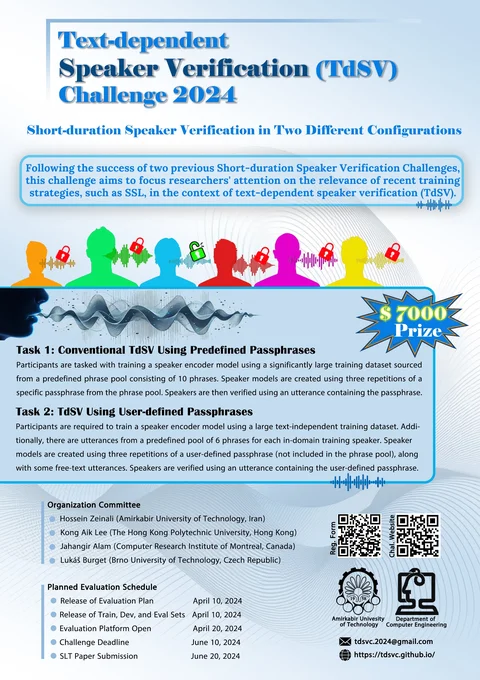 Text-dependent
Speaker Verification (TdSV)
Challenge 2024
Short-duration Speaker Verification in Two Different Configurations
Following the success of two previous Short-duration Speaker Verification Challenges,
this challenge aims to focus researchers' attention on the relevance of recent training
strategies, such as SSL, in the context of text-dependent speaker verification (TdSV).
$ 7000
Prize
Task 1: Conventional TdSV Using Predefined Passphrases
Participants are tasked with training a speaker encoder model using a significantly large training dataset sourced
from a predefined phrase pool consisting of 10 phrases. Speaker models are created using three repetitions of a
specific passphrase from the phrase pool. Speakers are then verified using an utterance containing the passphrase.
Task 2: TdSV Using User-defined Passphrases
Participants are required to train a speaker encoder model using a large text-independent training dataset. Addi-
tionally, there are utterances from a predefined pool of 6 phrases for each in-domain training speaker. Speaker
models are created using three repetitions of a user-defined passphrase (not included in the phrase pool), along
with some free-text utterances. Speakers are verified using an utterance containing the user-defined passphrase.
Organization Committee
Hossein Zeinali (Amirkabir University of Technology, Iran)
Kong Aik Lee (The Hong Kong Polytechnic University, Hong Kong)
Jahangir Alam (Computer Research Institute of Montreal, Canada)
Lukáš Burget (Brno University of Technology, Czech Republic)
Reg. Form
Chal. Website
Planned Evaluation Schedule
Release of Evaluation Plan April 10, 2024
Release of Train, Dev, and Eval Sets April 10, 2024
Evaluation Platform Open April 20, 2024
Challenge Deadline June 10, 2024
SLT Paper Submission June 20, 2024
Amirkabir University
of Technology
Department of
Computer Engineering
tdsvc.2024@gmail.com
https://tdsvc.github.io/